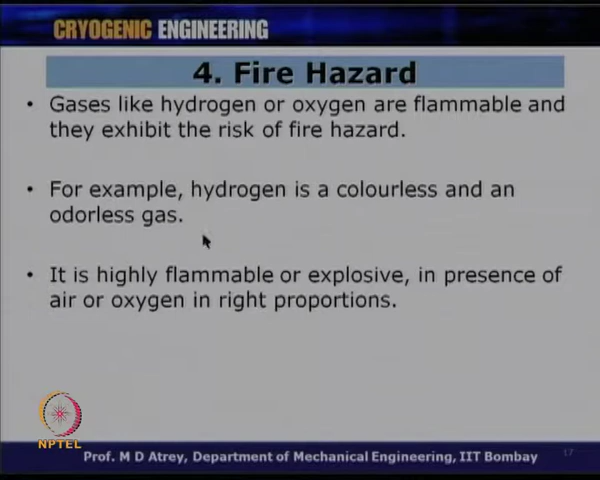 CRYOGENIC ENGINEERING
4. Fire Hazard
• Gases like hydrogen or oxygen are flammable and
they exhibit the risk of fire hazard.
• For example, hydrogen is a colourless and an
odorless gas.
• It is highly flammable or explosive, in presence of
air or oxygen in right proportions.
NPTEL
Prof. M D Atrey, Department of Mechanical Engineering, IIT Bombay
17